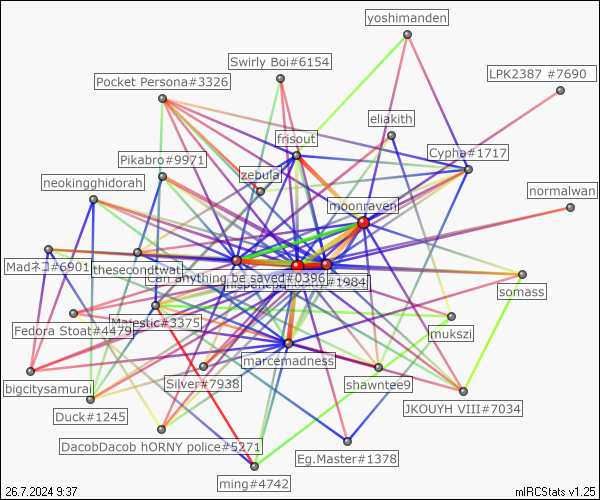 yoshimanden
Swirly Boi#6154
LPK2387 #7690
Pocket Persona#3326
eliakith
frisout
Cypha#1717
Pikabro#9971
zebula
neokingghidorah
normalwan
moonraven
Madネコ#6901
thesecondtwat
Can anything be saved#0396
#1984
somass
Fedora Stoat#4479
Majestic#3375
mukszi
marcemadness
bigcitysamurai
Silver#7938
shawntee9
Duck#1245
JKOUYH VIII#7034
DacobDacob hORNY police#5271
Eg.Master#1378
ming#4742
26.7.2024 9:37
mIRCStats v1.25